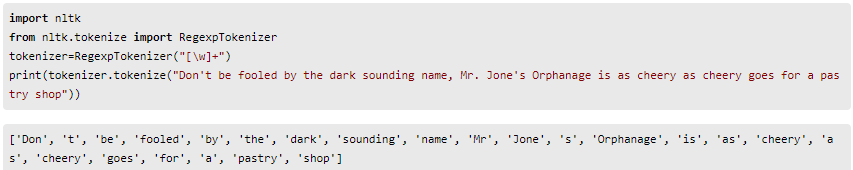 import nltk
from nltk.tokenize import RegexpTokenizer
tokenizer=RegexpTokenizer("[\w]+")
print(tokenizer.tokenize("Don't be fooled by the dark sounding name, Mr. Jone's Orphanage is as cheery as cheery goes for a pas
try shop"))
['Don', 't', 'be', 'fooled', 'by', 'the', 'dark', 'sounding', 'name', 'Mr', 'Jone', 's', 'Orphanage', 'is', 'as', 'cheery', 'a
s', 'cheery', 'goes', 'for', 'a', 'pastry', 'shop']